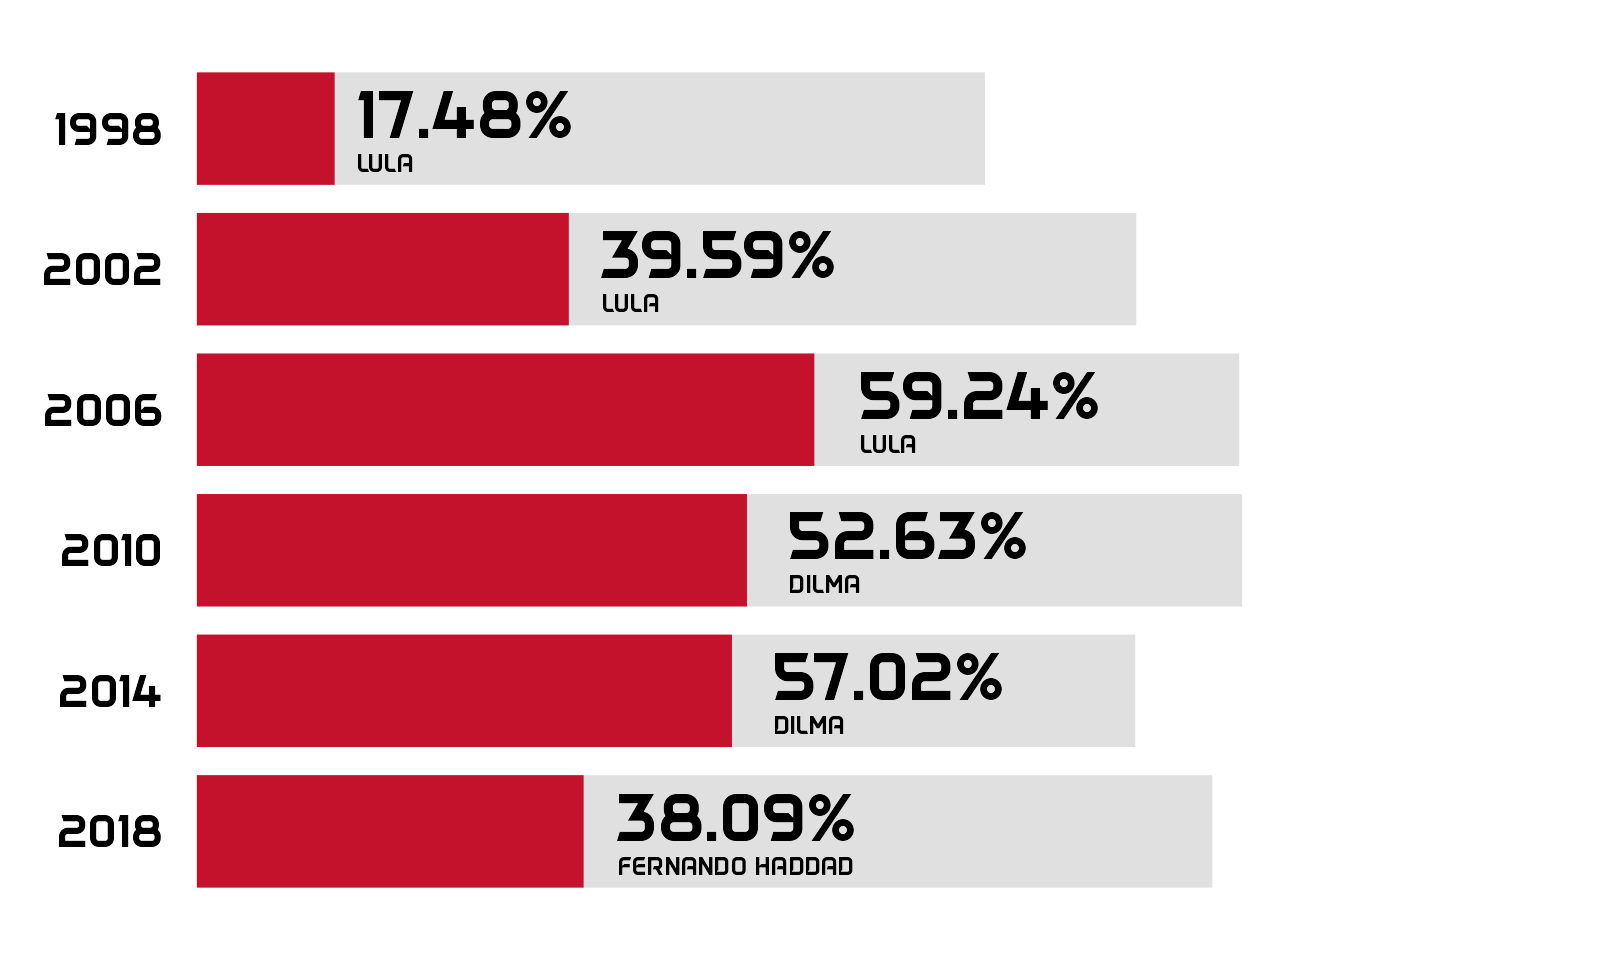 1998
17.48%
LULA
2002
39.59%
LULA
2006
59.24%
LULA
2010
52.63%
DILMA
2014
57.02%
DILMA
2018
38.09%
FERNANDO HADDAD